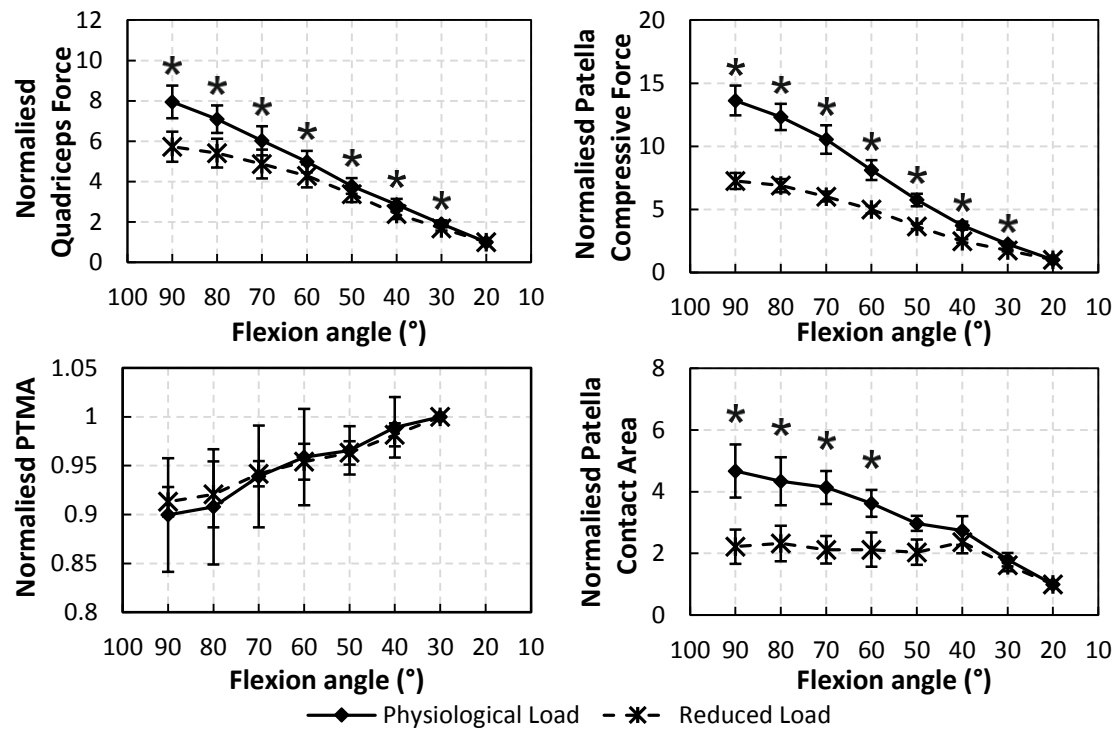 Normaliesd
Quadriceps Force
12
10
8
6
4
2
0
100 90 80 70 60 50 40 30 20 10
Flexion angle (°)
Normaliesd Patella
Compressive Force
20
15
10
5
0
100 90 80 70 60 50 40 30 20 10
Flexion angle (°)
Normaliesd PTMA
1.05
1
0.95
0.9
0.85
0.8
100 90 80 70 60 50 40 30 20 10
Flexion angle (°)
Normaliesd Patella
Contact Area
8
6
4
2
0
100 90 80 70 60 50 40 30 20 10
Flexion angle (°)
Physiological Load
Reduced Load